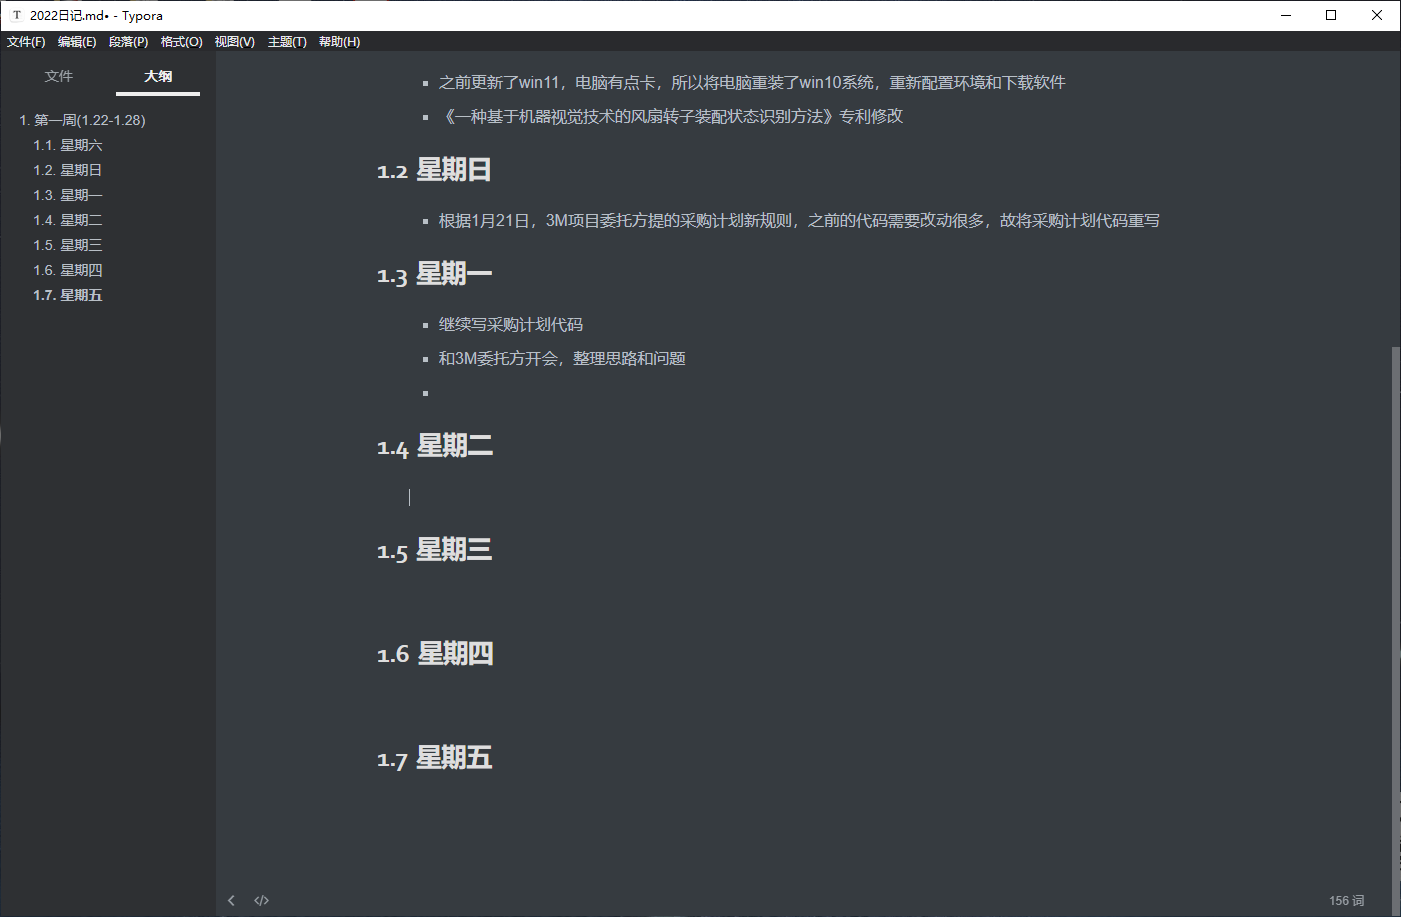 2022日记.md• - Typora
文件(F) 编辑(E) 段落(P) 格式(O) 视图(V) 主题(T) 帮助(H)
文件 大纲
1. 第一周(1.22-1.28)
1.1. 星期六
1.2. 星期日
1.3. 星期一
1.4. 星期二
1.5. 星期三
1.6. 星期四
1.7. 星期五
之前更新了win11，电脑有点卡，所以将电脑重装了win10系统，重新配置环境和下载软件
《一种基于机器视觉技术的风扇转子装配状态识别方法》专利修改
1.2 星期日
根据1月21日，3M项目委托方提的采购计划新规则，之前的代码需要改动很多，故将采购计划代码重写
1.3 星期一
继续写采购计划代码
和3M委托方开会，整理思路和问题
1.4 星期二
1.5 星期三
1.6 星期四
1.7 星期五
156 词